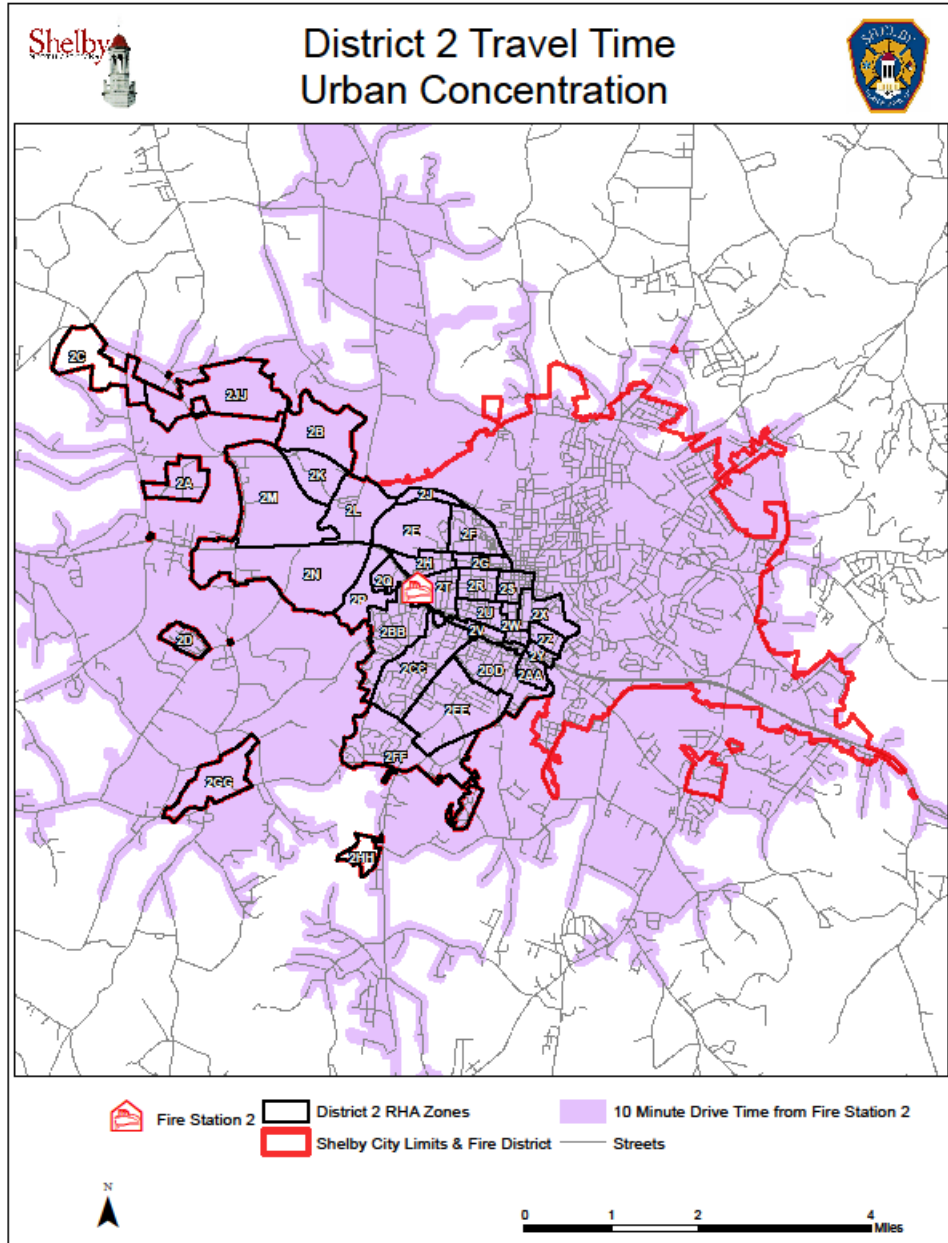 Shelby
District 2 Travel Time
Urban Concentration
SHELBY
2C
2JJ
2B
2A
2K
2M
2L
2J
2E
2F
2H
2G
2N
2Q
2T
2R
2S
2P
2U
2X
2BB
2V
2W
2Z
2D
2Y
2CC
2DD
2AA
2EE
2FF
2GG
2HH
Fire Station 2
District 2 RHA Zones
10 Minute Drive Time from Fire Station 2
Shelby City Limits & Fire District
Streets
N
0 1 2 4
Miles